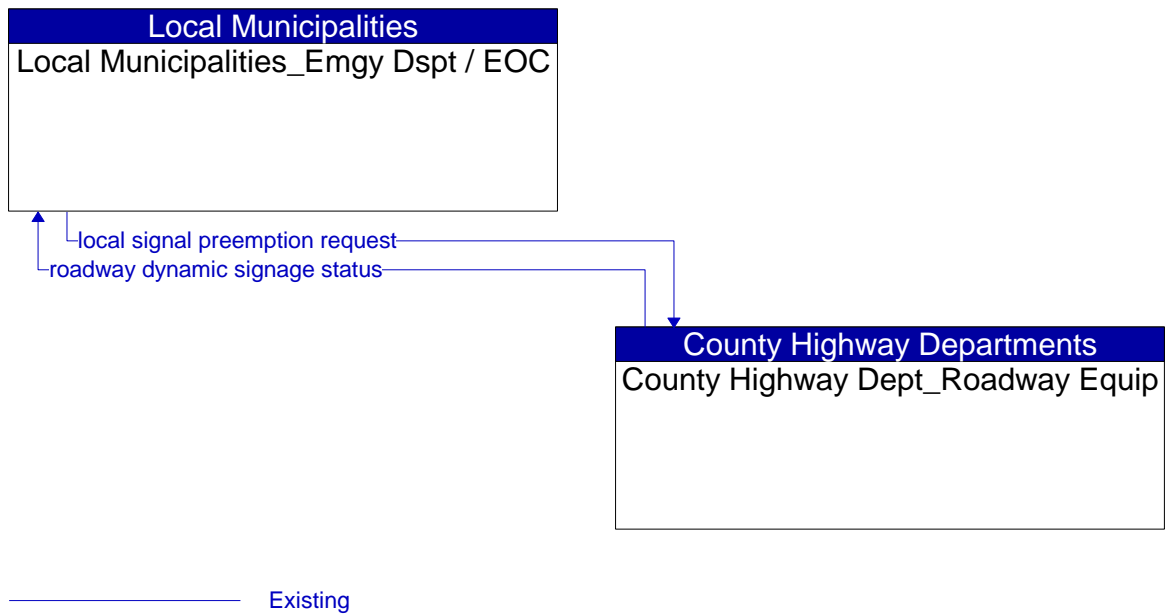 Local Municipalities
Local Municipalities_Emgy Dspt / EOC
local signal preemption request
roadway dynamic signage status
County Highway Departments
County Highway Dept_Roadway Equip
Existing